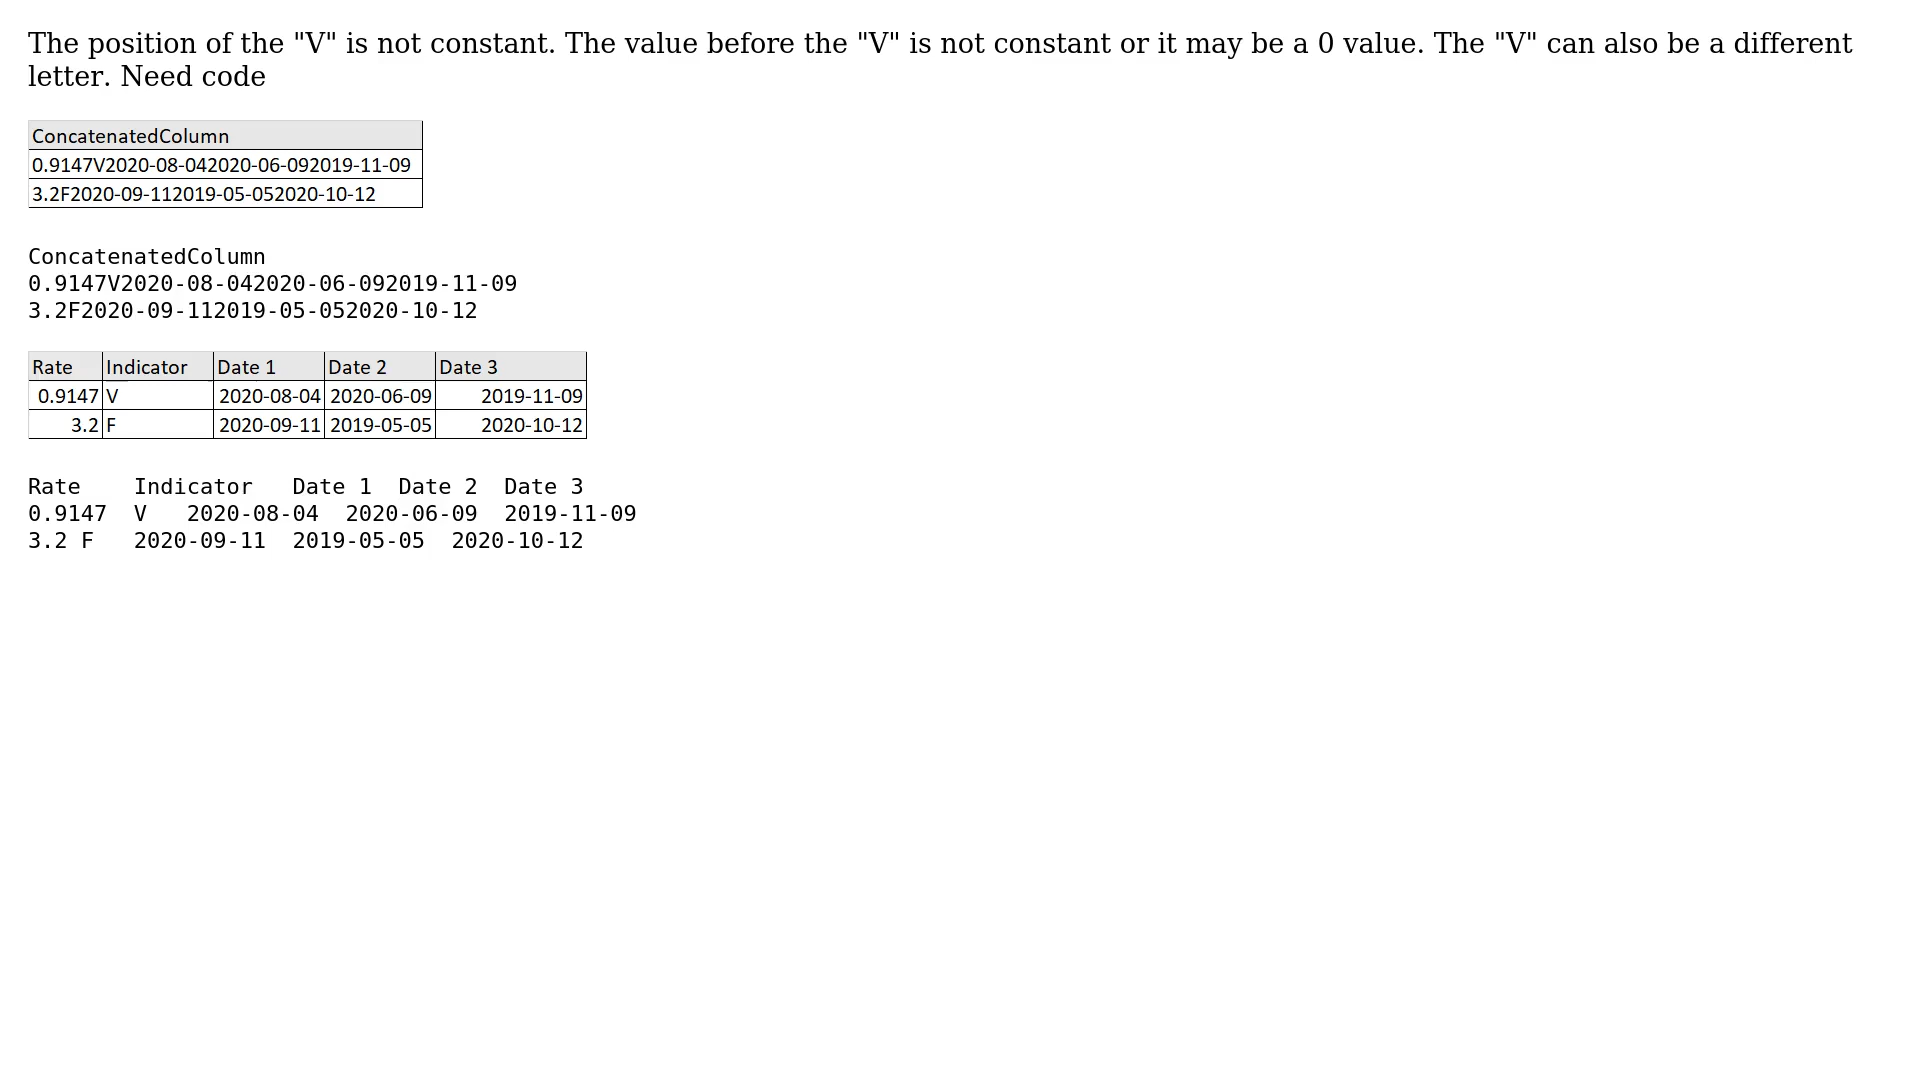 The position of the "V" is not constant. The value before the "V" is not constant or it may be a 0 value. The "V" can also be a different
letter. Need code
ConcatenatedColumn
0.9147V2020-08-042020-06-092019-11-09
3.2F2020-09-112019-05-052020-10-12
ConcatenatedColumn
0.9147V2020-08-042020-06-092019-11-09
3.2F2020-09-112019-05-052020-10-12
Rate Indicator Date 1 Date 2 Date 3
0.9147 V 2020-08-04 2020-06-09 2019-11-09
3.2 F 2020-09-11 2019-05-05 2020-10-12
Rate    Indicator   Date 1  Date 2  Date 3
0.9147  V   2020-08-04  2020-06-09  2019-11-09
3.2 F   2020-09-11  2019-05-05  2020-10-12